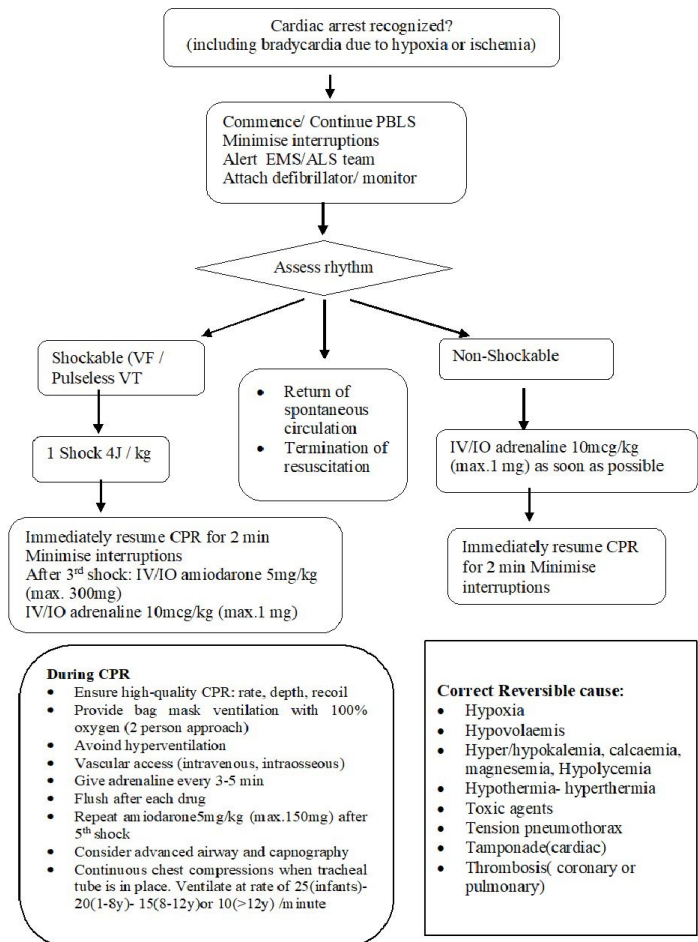 Cardiac arrest recognized?
(including bradycardia due to hypoxia or ischemia)
Commence/ Continue PBLS
Minimise interruptions
Alert EMS/ALS team
Attach defibrillator/ monitor
Assess rhythm
Shockable (VF /
Pulseless VT
1 Shock 4J / kg
Immediately resume CPR for 2 min
Minimise interruptions
After 3rd shock: IV/IO amiodarone 5mg/kg
(max. 300mg)
IV/IO adrenaline 10mcg/kg (max.1 mg)
• Return of
spontaneous
circulation
• Termination of
resuscitation
Non-Shockable
IV/IO adrenaline 10mcg/kg
(max.1 mg) as soon as possible
Immediately resume CPR
for 2 min Minimise
interruptions
During CPR
• Ensure high-quality CPR: rate, depth, recoil
• Provide bag mask ventilation with 100%
oxygen (2 person approach)
• Avoind hyperventilation
• Vascular access (intravenous, intraosseous)
• Give adrenaline every 3-5 min
• Flush after each drug
• Repeat amiodarone5mg/kg (max.150mg) after
5th shock
• Consider advanced airway and capnography
• Continuous chest compressions when tracheal
tube is in place. Ventilate at rate of 25(infants)-
20(1-8y)- 15(8-12y)or 10(>12y) /minute
Correct Reversible cause:
• Hypoxia
• Hypovolaemis
• Hyper/hypokalemia, calcaemia,
magnesemia, Hypolycemia
• Hypothermia- hyperthermia
• Toxic agents
• Tension pneumothorax
• Tamponade(cardiac)
• Thrombosis( coronary or
pulmonary)